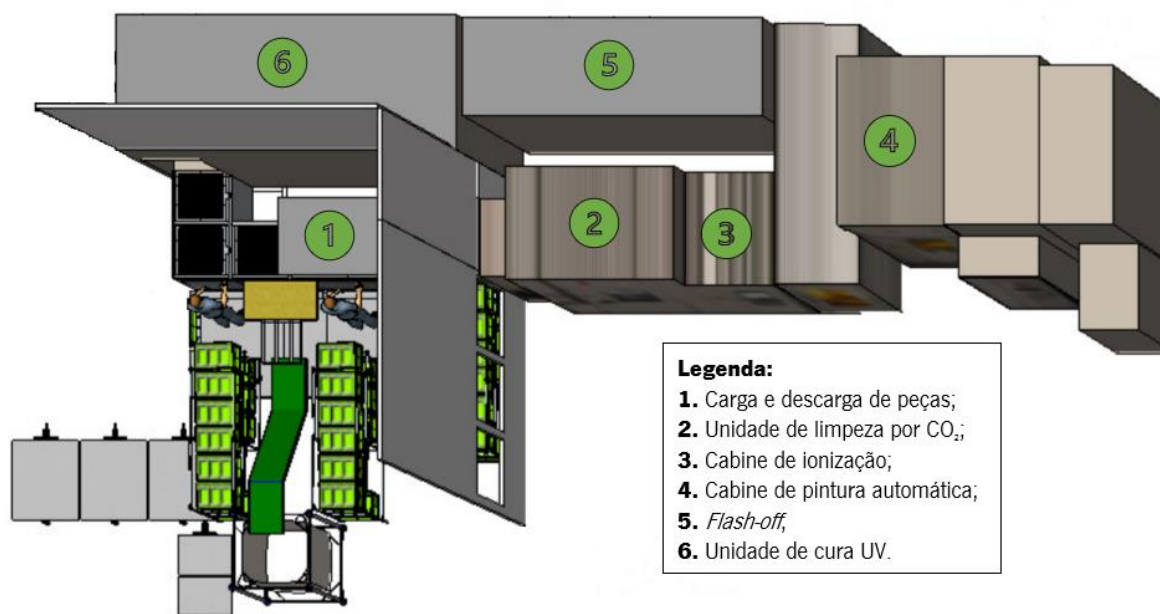 6
5
4
1
2
3
Legenda:
1. Carga e descarga de peças;
2. Unidade de limpeza por CO₂;
3. Cabine de ionização;
4. Cabine de pintura automática;
5. Flash-off;
6. Unidade de cura UV.